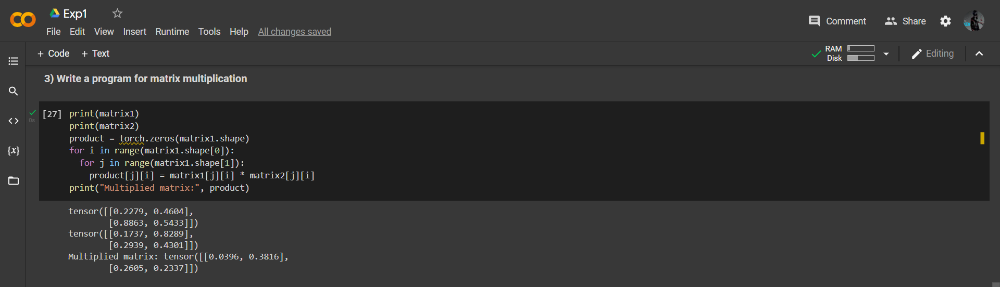 Exp1
File Edit View Insert Runtime Tools Help All changes saved
Comment Share
+ Code + Text
RAM
Disk
Editing
3) Write a program for matrix multiplication
{x}
0s
[27] print(matrix1)
print(matrix2)
product = torch.zeros(matrix1.shape)
for i in range(matrix1.shape[0]):
  for j in range(matrix1.shape[1]):
    product[j][i] = matrix1[j][i] * matrix2[j][i]
print("Multiplied matrix:", product)
tensor([[0.2279, 0.4604],
        [0.8863, 0.5433]])
tensor([[0.1737, 0.8289],
        [0.2939, 0.4301]])
Multiplied matrix: tensor([[0.0396, 0.3816],
        [0.2605, 0.2337]])